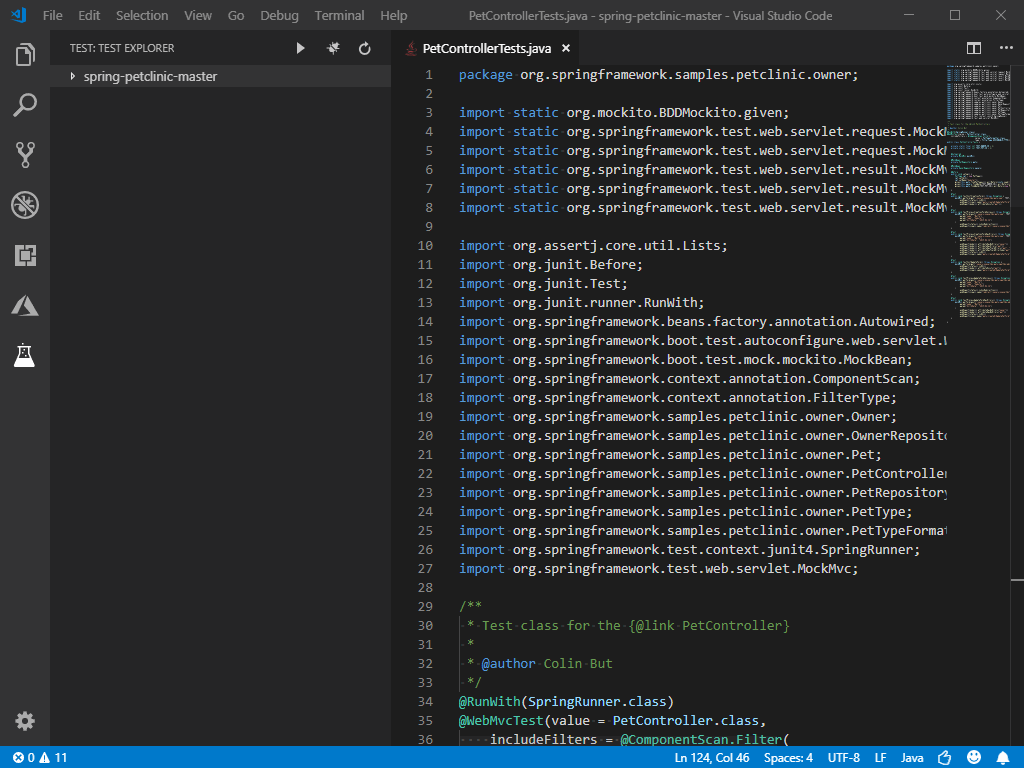 File Edit Selection View Go Debug Terminal Help PetControllerTests.java - spring-petclinic-master - Visual Studio Code
TEST: TEST EXPLORER
spring-petclinic-master
PetControllerTests.java
1 package org.springframework.samples.petclinic.owner;
2
3 import static org.mockito.BDDMockito.given;
4 import static org.springframework.test.web.servlet.request.Mock
5 import static org.springframework.test.web.servlet.request.Mock
6 import static org.springframework.test.web.servlet.result.MockM
7 import static org.springframework.test.web.servlet.result.MockM
8 import static org.springframework.test.web.servlet.result.MockM
9
10 import org.assertj.core.util.Lists;
11 import org.junit.Before;
12 import org.junit.Test;
13 import org.junit.runner.RunWith;
14 import org.springframework.beans.factory.annotation.Autowired;
15 import org.springframework.boot.test.autoconfigure.web.servlet.
16 import org.springframework.boot.test.mock.mockito.MockBean;
17 import org.springframework.context.annotation.ComponentScan;
18 import org.springframework.context.annotation.FilterType;
19 import org.springframework.samples.petclinic.owner.Owner;
20 import org.springframework.samples.petclinic.owner.OwnerReposito
21 import org.springframework.samples.petclinic.owner.Pet;
22 import org.springframework.samples.petclinic.owner.PetController
23 import org.springframework.samples.petclinic.owner.PetRepository
24 import org.springframework.samples.petclinic.owner.PetType;
25 import org.springframework.samples.petclinic.owner.PetTypeFormat
26 import org.springframework.test.context.junit4.SpringRunner;
27 import org.springframework.test.web.servlet.MockMvc;
28
29 /**
30 * Test class for the {@link PetController}
31 *
32 * @author Colin But
33 */
34 @RunWith(SpringRunner.class)
35 @WebMvcTest(value = PetController.class,
36 includeFilters = @ComponentScan.Filter(
0 11 Ln 124, Col 46 Spaces: 4 UTF-8 LF Java